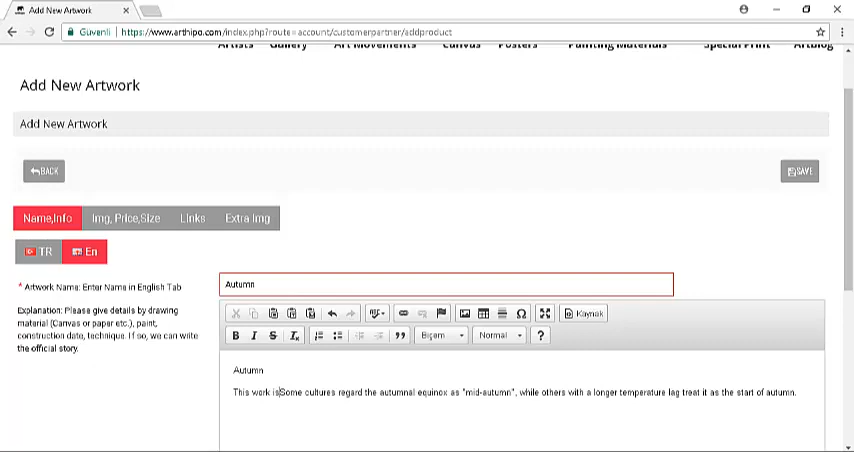 Add New Artwork
Güvenli | https://www.arthipo.com/index.php?route=account/customerpartner/addproduct
Artists Gallery Art Movements Canvas Posters Painting Materials Special Print Artblog
Add New Artwork
Add New Artwork
BACK
SAVE
Name,Info Img, Price,Size Links Extra Img
TR En
* Artwork Name: Enter Name in English Tab
Autumn
Explanation: Please give details by drawing
material (Canvas or paper etc.), paint,
construction date, technique. If so, we can write
the official story.
Kaynak
B I S Ix Biçem Normal ?
Autumn
This work isSome cultures regard the autumnal equinox as "mid-autumn", while others with a longer temperature lag treat it as the start of autumn.